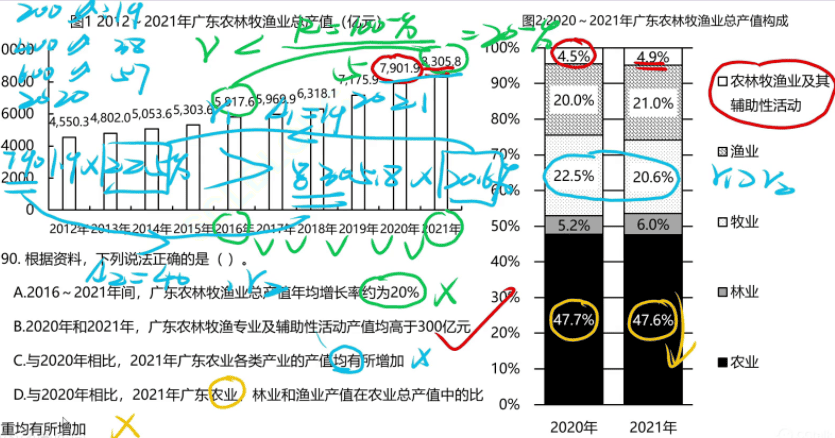 图1 2012~2021年广东农林牧渔业总产值（亿元）
图2 2020~2021年广东农林牧渔业总产值构成
4,550.3 4,802.0 5,053.6 5,303.6 5,817.6 5,969.9 6,318.1 7,175.9 7,901.9 8,305.8
6000
4000
2000
0
2012年 2013年 2014年 2015年 2016年 2017年 2018年 2019年 2020年 2021年
100%
90%
80%
70%
60%
50%
40%
30%
20%
10%
0%
4.5% 4.9%
20.0% 21.0%
22.5% 20.6%
5.2% 6.0%
47.7% 47.6%
2020年 2021年
农林牧渔业及其
辅助性活动
渔业
牧业
林业
农业
90. 根据资料，下列说法正确的是（ ）。
A.2016~2021年间，广东农林牧渔业总产值年均增长率约为20%
B.2020年和2021年，广东农林牧渔专业及辅助性活动产值均高于300亿元
C.与2020年相比，2021年广东农业各类产业的产值均有所增加
D.与2020年相比，2021年广东农业、林业和渔业产值在农业总产值中的比
重均有所增加
7901.9×22.5% > 8305.8×20.6%
2021